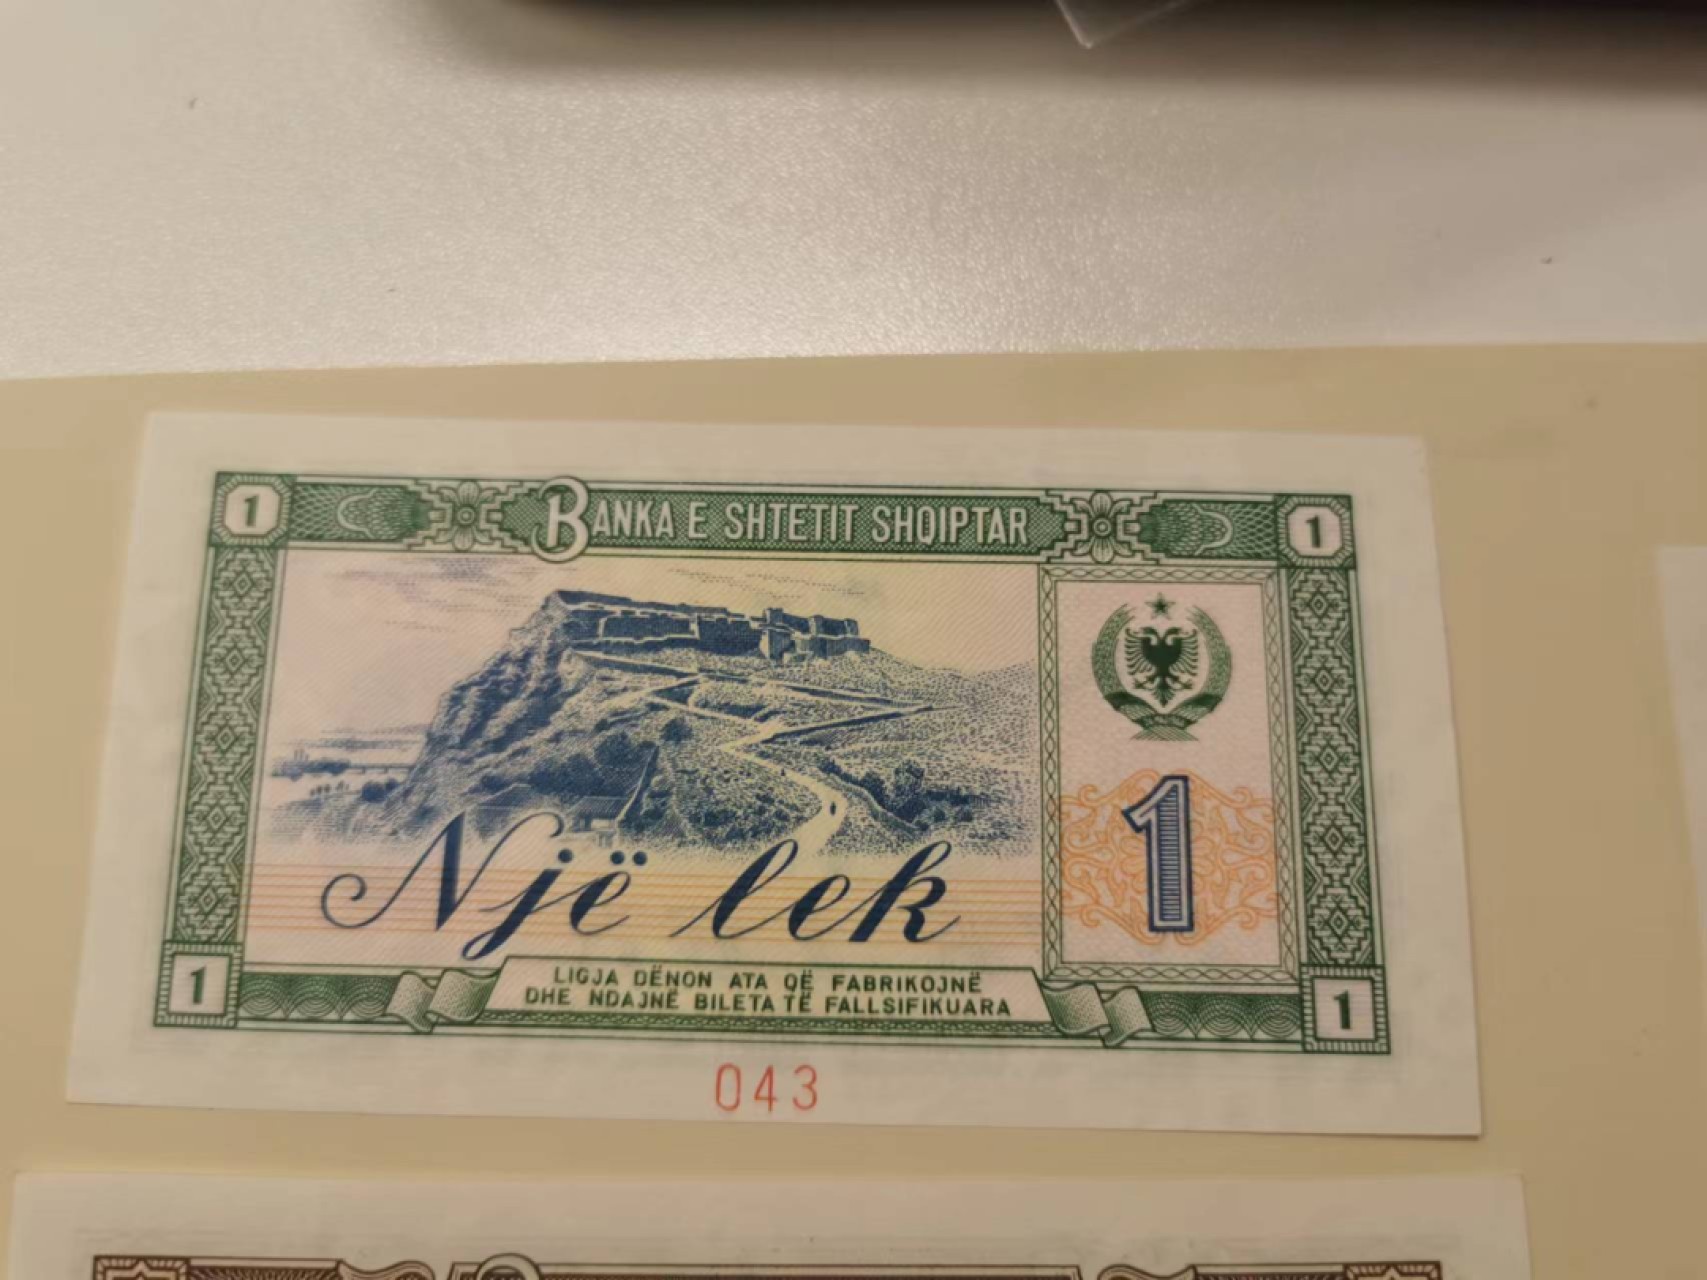 1 BANKA E SHTETIT SHQIPTAR 1
1
Një lek
1 LIGJA DËNON ATA QË FABRIKOJNË
DHE NDAJNË BILETA TË FALLSIFIKUARA 1
043